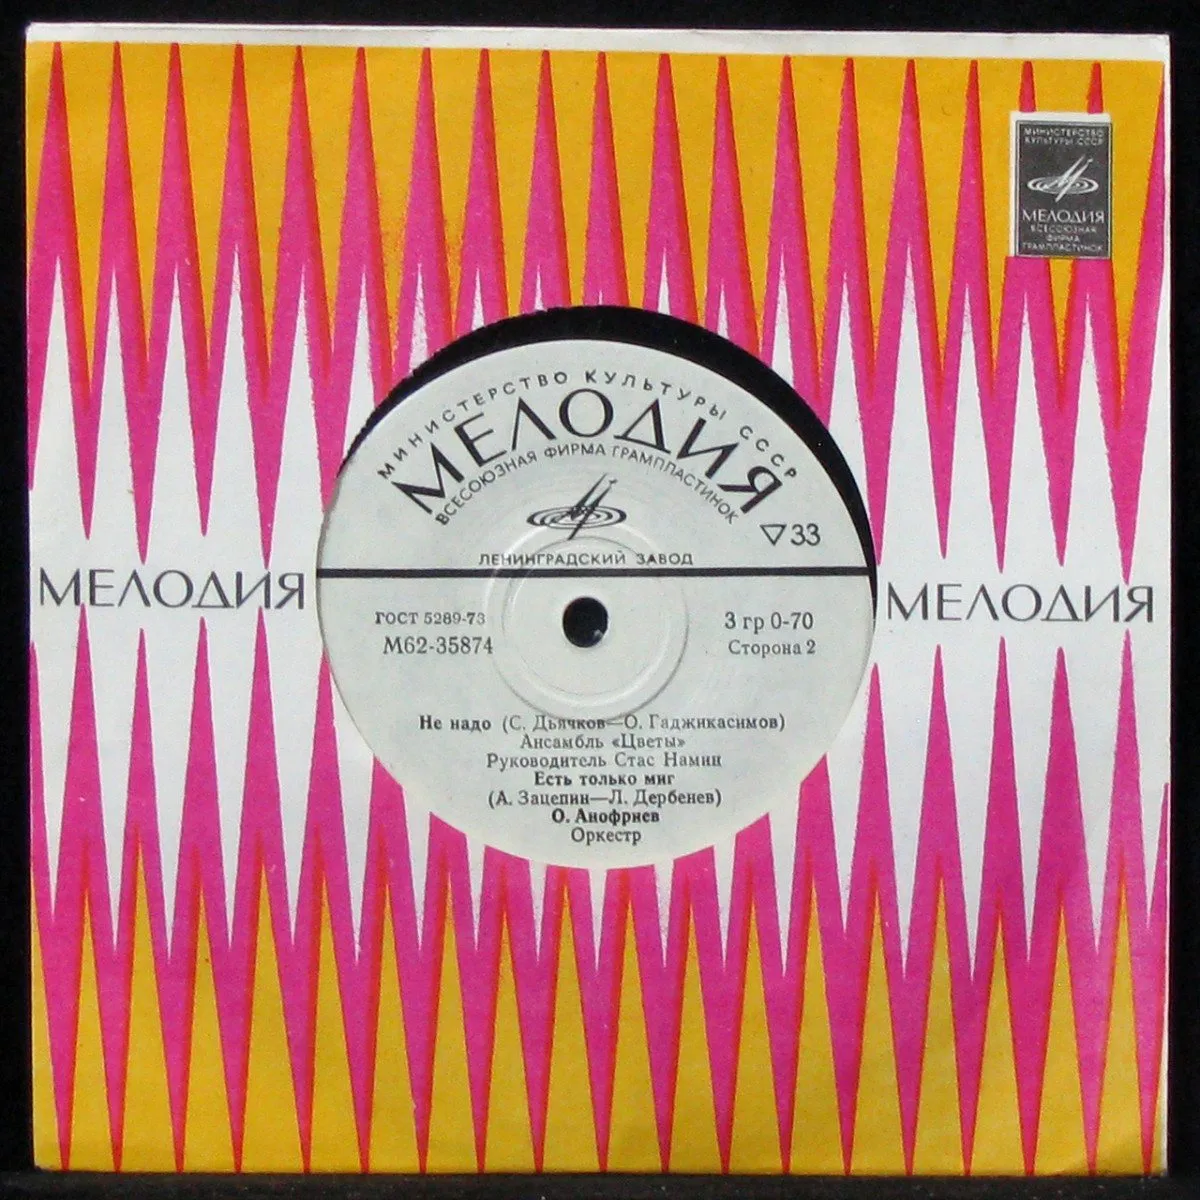 МИНИСТЕРСТВО
КУЛЬТУРЫ СССР
МЕЛОДИЯ
ВСЕСОЮЗНАЯ
ФИРМА
ГРАМПЛАСТИНОК
МИНИСТЕРСТВО КУЛЬТУРЫ СССР
МЕЛОДИЯ
ВСЕСОЮЗНАЯ ФИРМА ГРАМПЛАСТИНОК
▽33
ЛЕНИНГРАДСКИЙ ЗАВОД
МЕЛОДИЯ
МЕЛОДИЯ
ГОСТ 5289-73
М62-35874
3 гр 0-70
Сторона 2
Не надо (С. Дьячков—О. Гаджикасимов)
Ансамбль «Цветы»
Руководитель Стас Намин
Есть только миг
(А. Зацепин—Л. Дербенев)
О. Анофриев
Оркестр